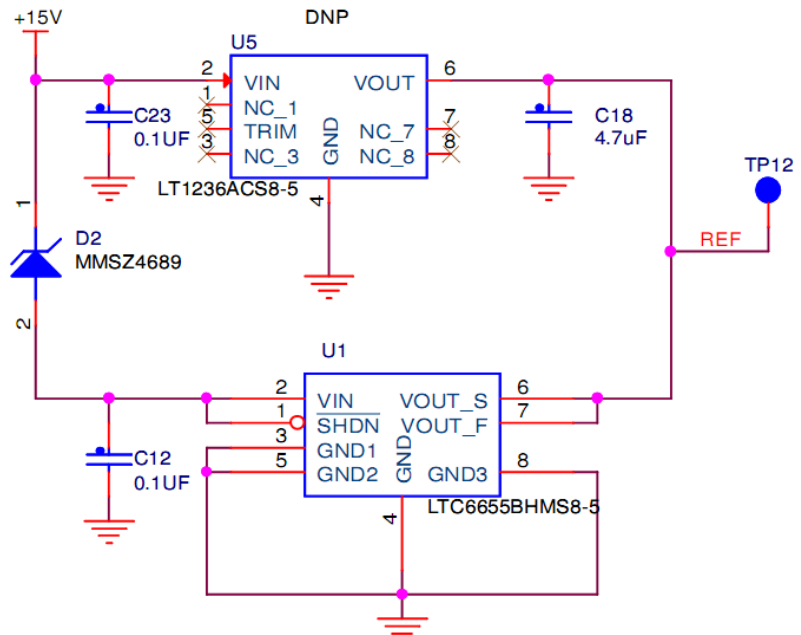 +15V
DNP
U5
2
VIN
VOUT
6
1
NC_1
5
TRIM
NC_7
7
3
NC_3
NC_8
8
GND
4
LT1236ACS8-5
C23
0.1UF
C18
4.7uF
TP12
REF
1
D2
MMSZ4689
2
U1
2
VIN
VOUT_S
6
1
SHDN
VOUT_F
7
3
GND1
5
GND2
GND
GND3
8
4
LTC6655BHMS8-5
C12
0.1UF